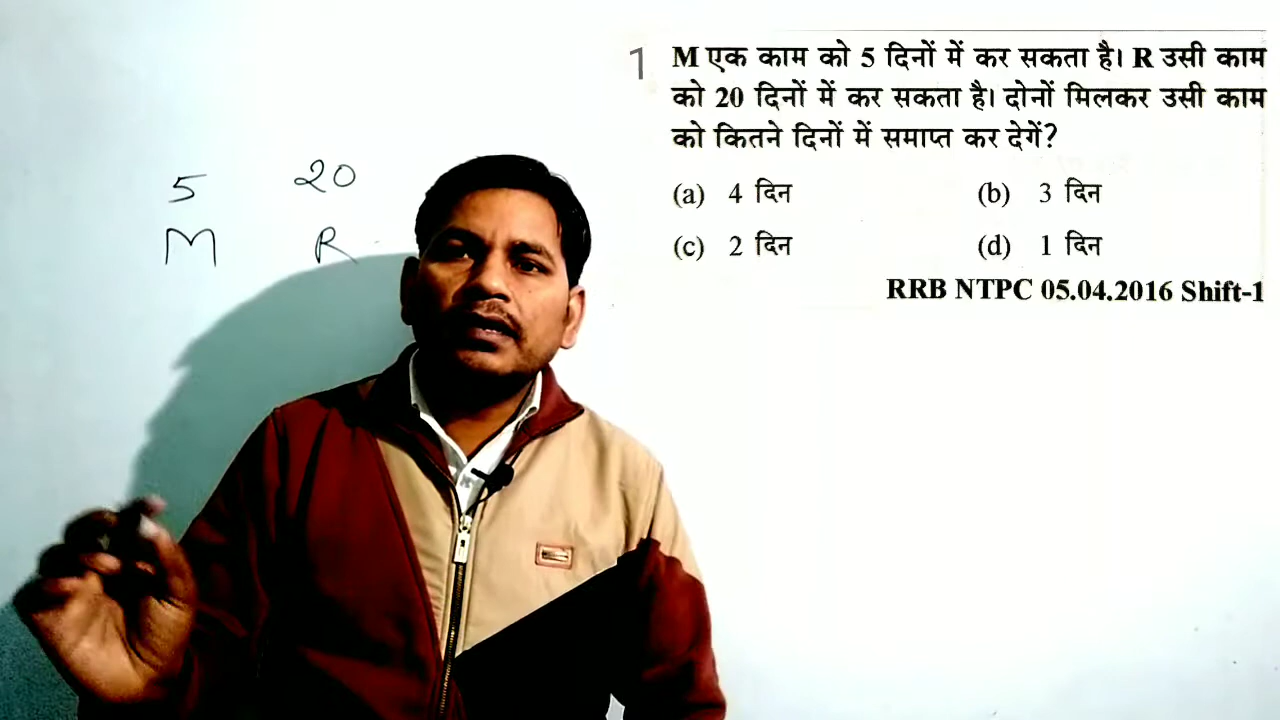 1 M एक काम को 5 दिनों में कर सकता है। R उसी काम
को 20 दिनों में कर सकता है। दोनों मिलकर उसी काम
को कितने दिनों में समाप्त कर देगें?
(a) 4 दिन (b) 3 दिन
(c) 2 दिन (d) 1 दिन
RRB NTPC 05.04.2016 Shift-1
5 20
M R